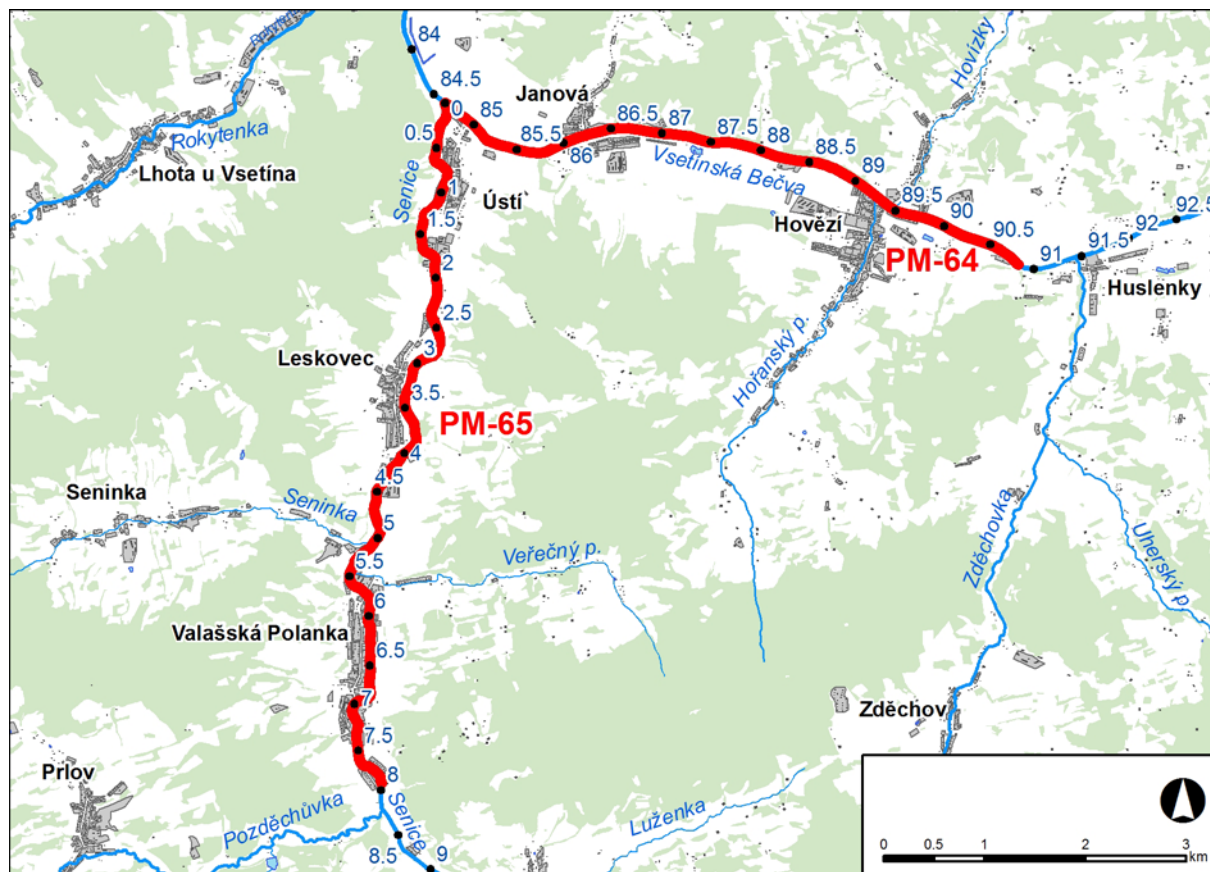 Rokytenka
84
84.5
0
85
Janová
86.5
87
87.5
88
88.5
89
Hovízky
0.5
85.5
86
Rokytenka
Lhota u Vsetína
Senice
Vsetínská Bečva
1
Ústí
1.5
Hovězí
89.5
90
90.5
PM-64
91
91.5
92
92.5
Huslenky
2
2.5
Leskovec
3
3.5
PM-65
Hořanský p.
4
4.5
Seninka
Seninka
5
5.5
Veřečný p.
Zděchovka
Uherský p.
6
Valašská Polanka
6.5
7
7.5
Zděchov
Prlov
8
Pozděchůvka
Senice
Luženka
8.5
9
0 0.5 1 2 3
km